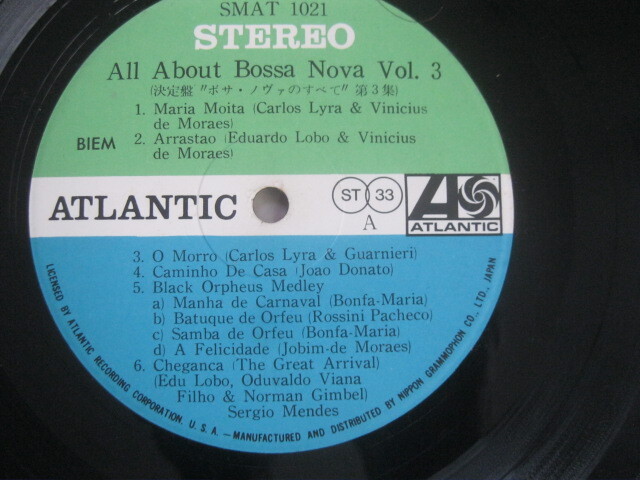 SMAT 1021
STEREO
All About Bossa Nova Vol. 3
(決定盤 "ボサ・ノヴァのすべて" 第3集)
1. Maria Moita (Carlos Lyra & Vinicius
de Moraes)
BIEM
2. Arrastao (Eduardo Lobo & Vinicius
de Moraes)
ATLANTIC
ST 33
A
ATLANTIC
3. O Morro (Carlos Lyra & Guarnieri)
4. Caminho De Casa (Joao Donato)
5. Black Orpheus Medley
a) Manha de Carnaval (Bonfa-Maria)
b) Batuque de Orfeu (Rossini Pacheco)
c) Samba de Orfeu (Bonfa-Maria)
d) A Felicidade (Jobim-de Moraes)
6. Cheganca (The Great Arrival)
(Edu Lobo, Oduvaldo Viana
Filho & Norman Gimbel)
Sergio Mendes
LICENSED BY ATLANTIC RECORDING CORPORATION. U. S. A. —MANUFACTURED AND DISTRIBUTED BY NIPPON GRAMMOPHON CO., LTD., JAPAN